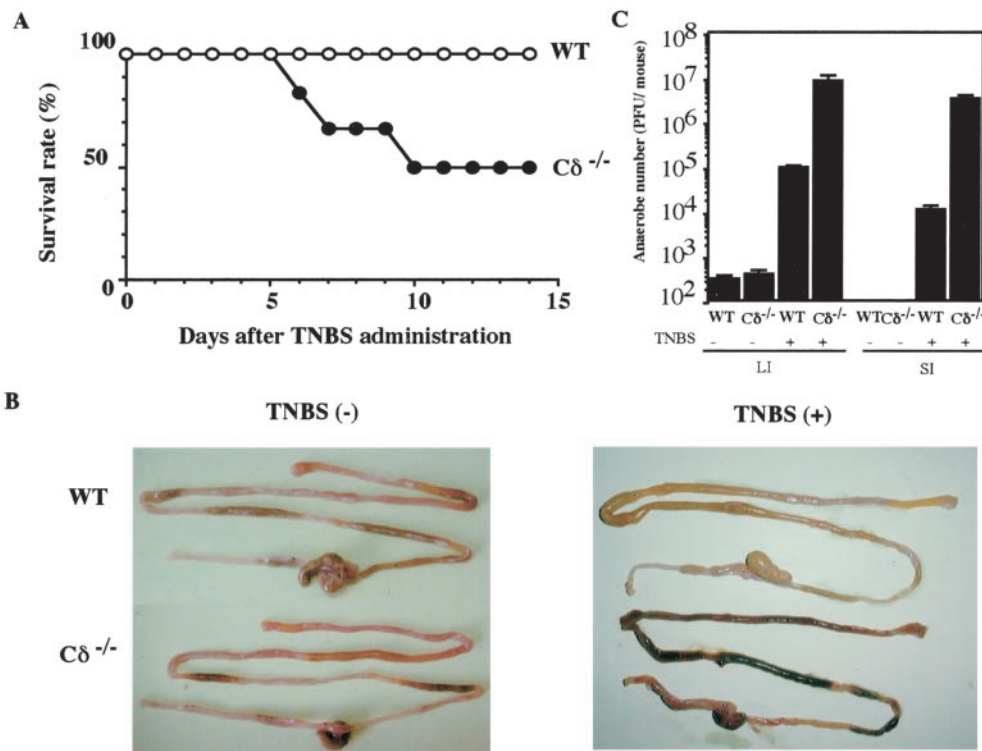 A
100
50
0
Survival rate (%)
WT
Cδ -/-
0 5 10 15
Days after TNBS administration
C
Anaerobe number (PFU/ mouse)
10^8
10^7
10^6
10^5
10^4
10^3
10^2
WT Cδ-/- WT Cδ-/- WT Cδ-/- WT Cδ-/-
TNBS - - + + - - + +
LI SI
B
TNBS (-) TNBS (+)
WT
Cδ -/-